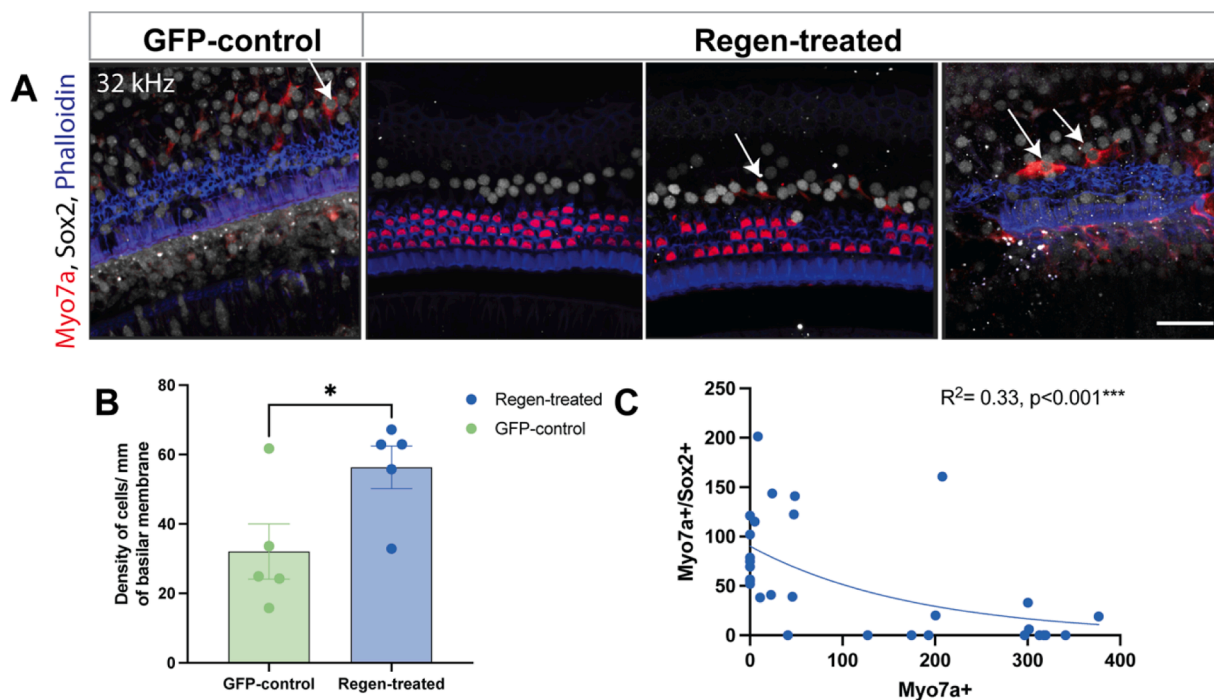 GFP-control
Regen-treated
A
32 kHz
Myo7a, Sox2, Phalloidin
B
Density of cells/ mm
of basilar membrane
80
60
40
20
0
*
GFP-control
Regen-treated
Regen-treated
GFP-control
C
R²= 0.33, p<0.001***
Myo7a+/Sox2+
250
200
150
100
50
0
0
100
200
300
400
Myo7a+